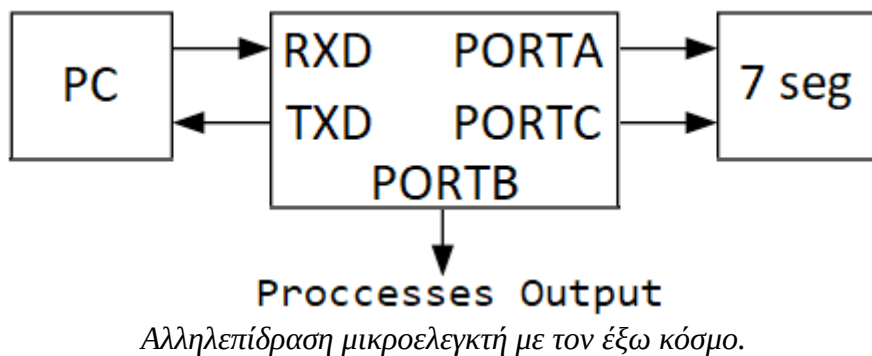 RXD PORTA
PC 7 seg
TXD PORTC
PORTB
Proccesses Output
Αλληλεπίδραση μικροελεγκτή με τον έξω κόσμο.